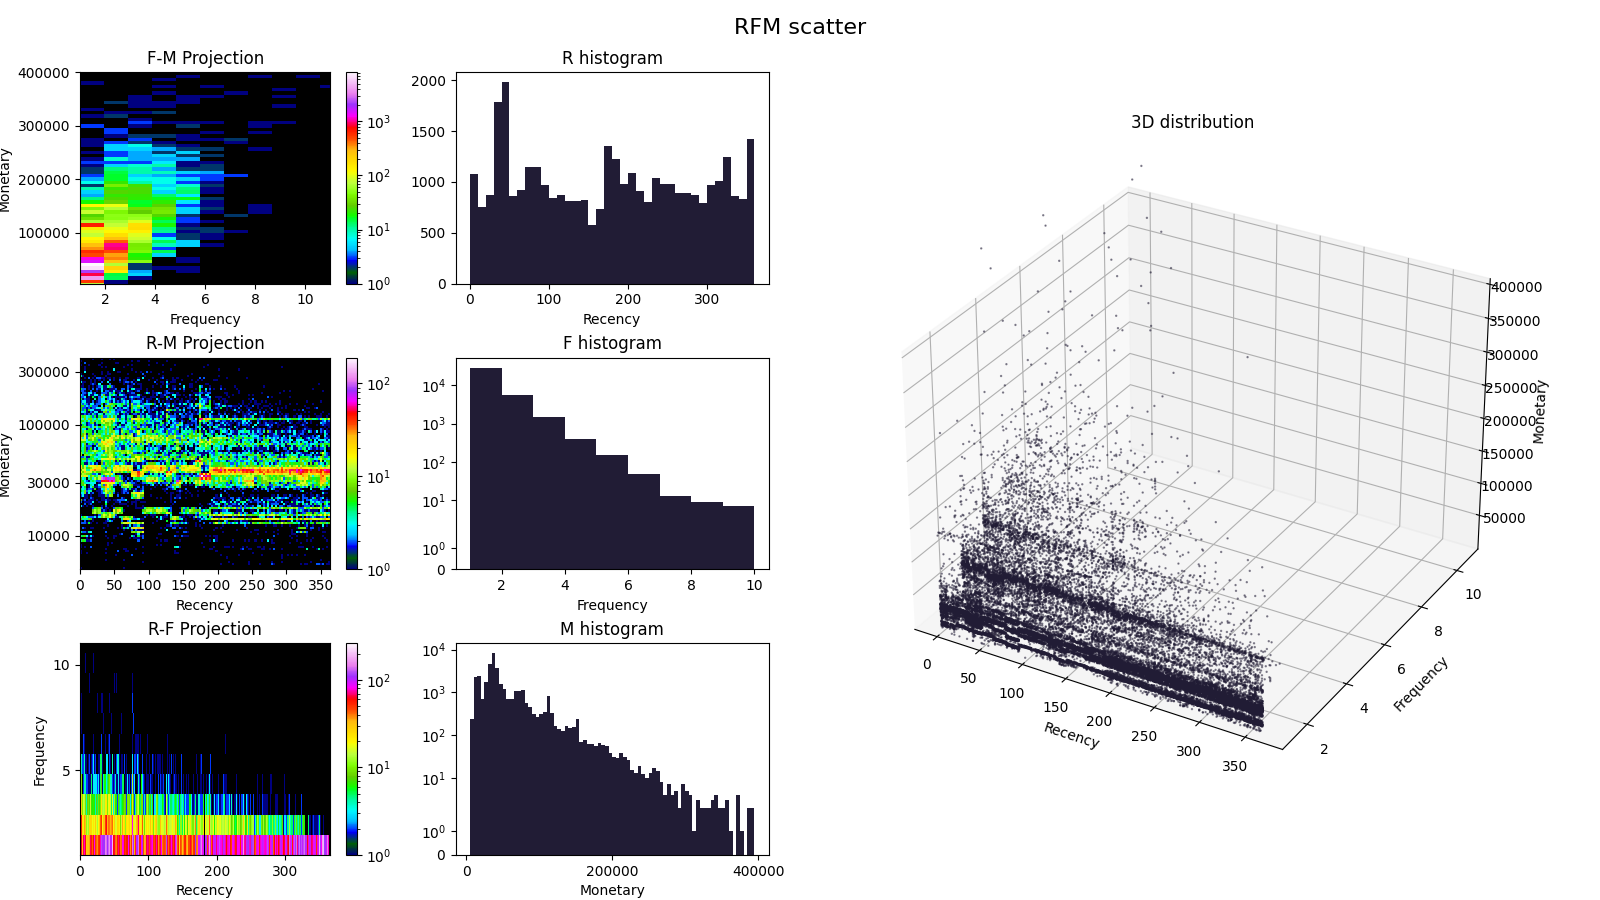 RFM scatter
F-M Projection
400000
300000
200000
100000
Monetary
2 4 6 8 10
Frequency
10^3
10^2
10^1
10^0
R histogram
2000
1500
1000
500
0
0 100 200 300
Recency
R-M Projection
300000
100000
30000
10000
Monetary
0 50 100 150 200 250 300 350
Recency
10^2
10^1
10^0
F histogram
10^4
10^3
10^2
10^1
10^0
0
2 4 6 8 10
Frequency
R-F Projection
10
5
Frequency
0 100 200 300
Recency
10^2
10^1
10^0
M histogram
10^4
10^3
10^2
10^1
10^0
0
0 200000 400000
Monetary
3D distribution
400000
350000
300000
250000
200000
150000
100000
50000
Monetary
0 50 100 150 200 250 300 350
Recency
2 4 6 8 10
Frequency